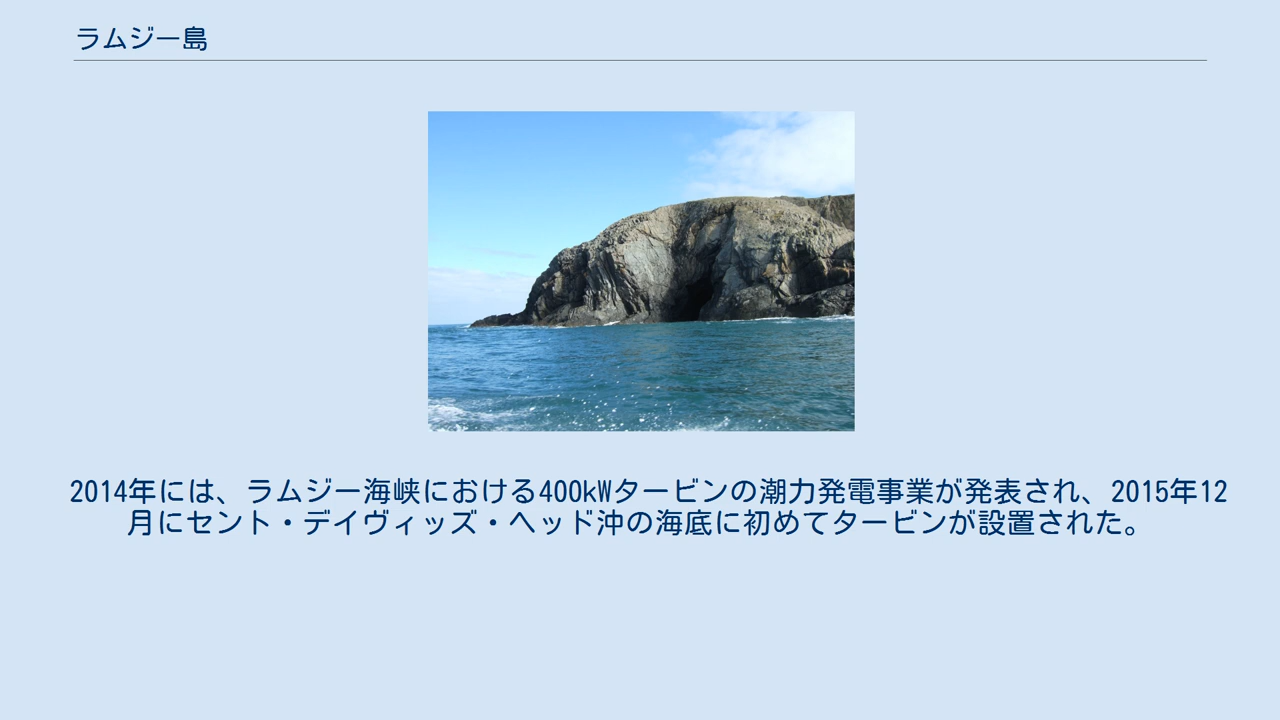 ラムジー島
2014年には、ラムジー海峡における400kWタービンの潮力発電事業が発表され、2015年12
月にセント・デイヴィッズ・ヘッド沖の海底に初めてタービンが設置された。